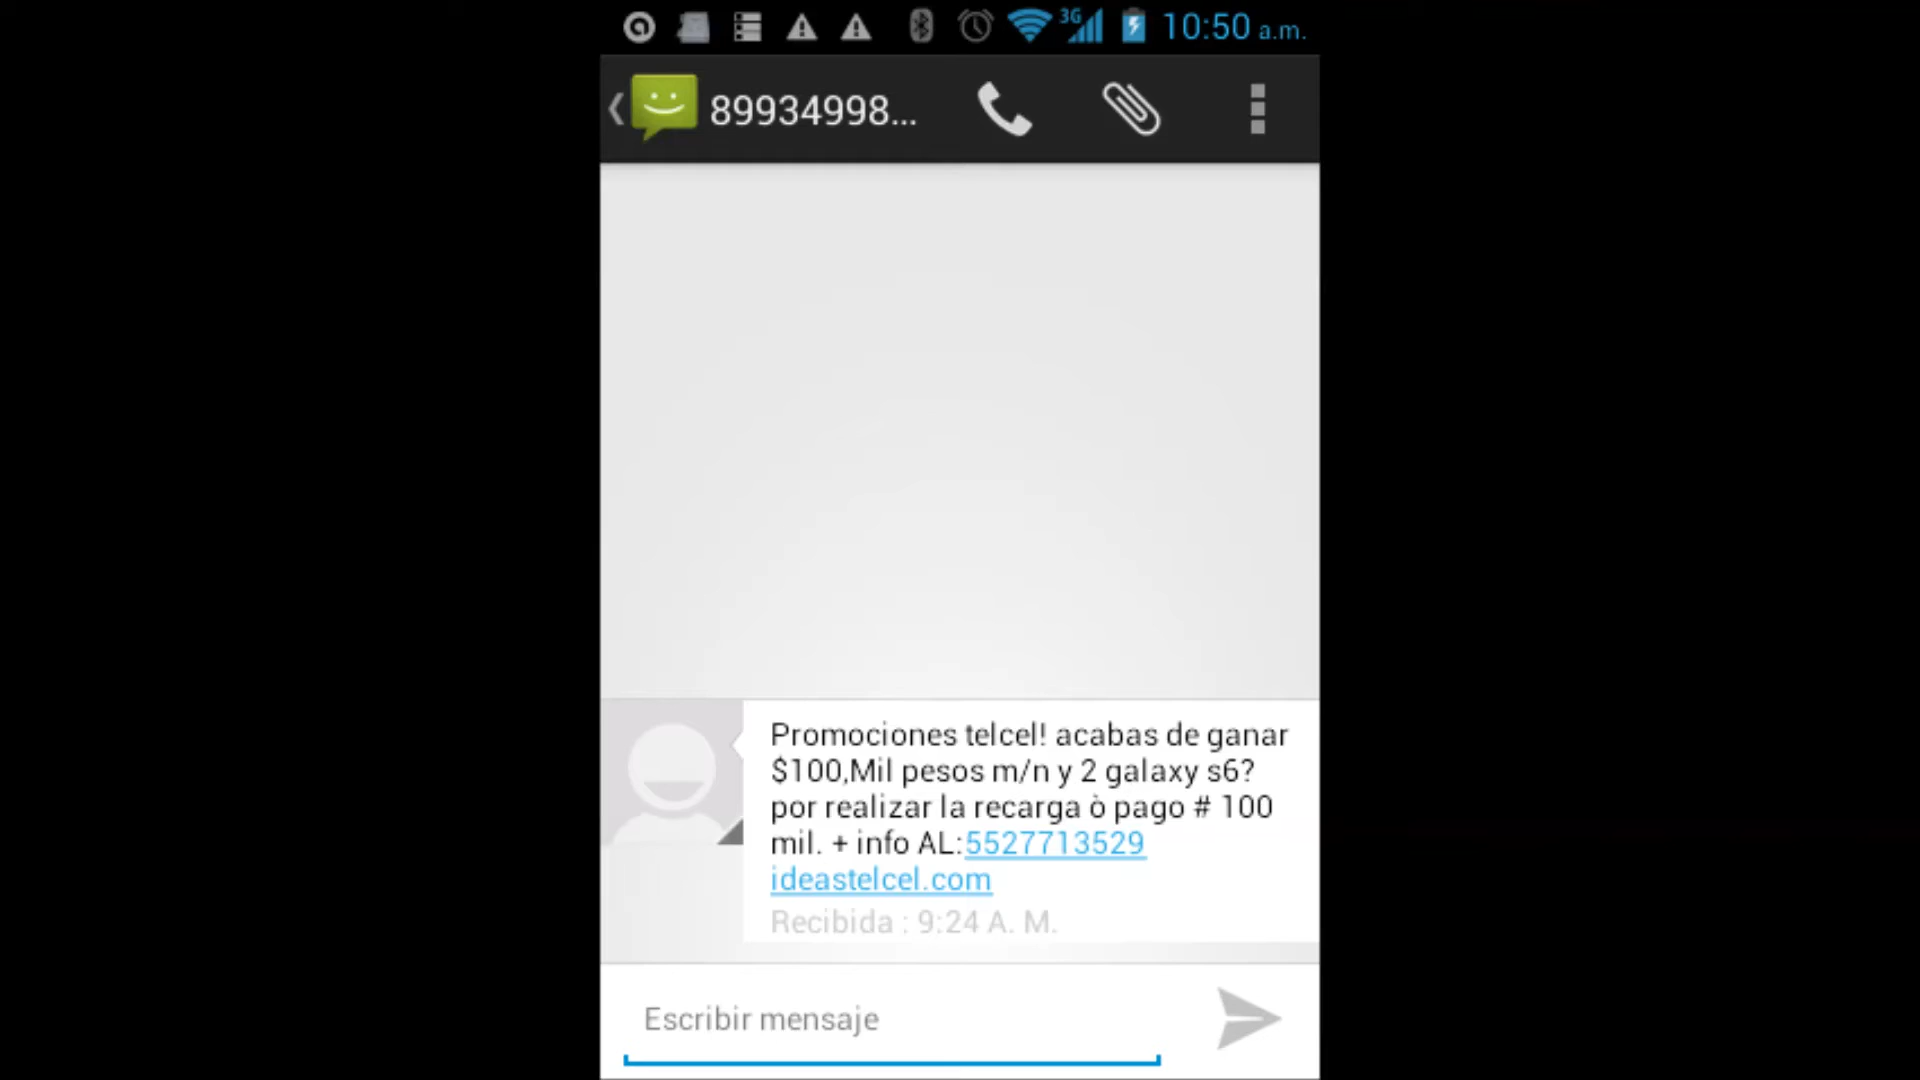 3G 10:50 a.m.
89934998...
Promociones telcel! acabas de ganar
$100,Mil pesos m/n y 2 galaxy s6?
por realizar la recarga ò pago # 100
mil. + info AL:5527713529
ideastelcel.com
Recibida : 9:24 A. M.
Escribir mensaje